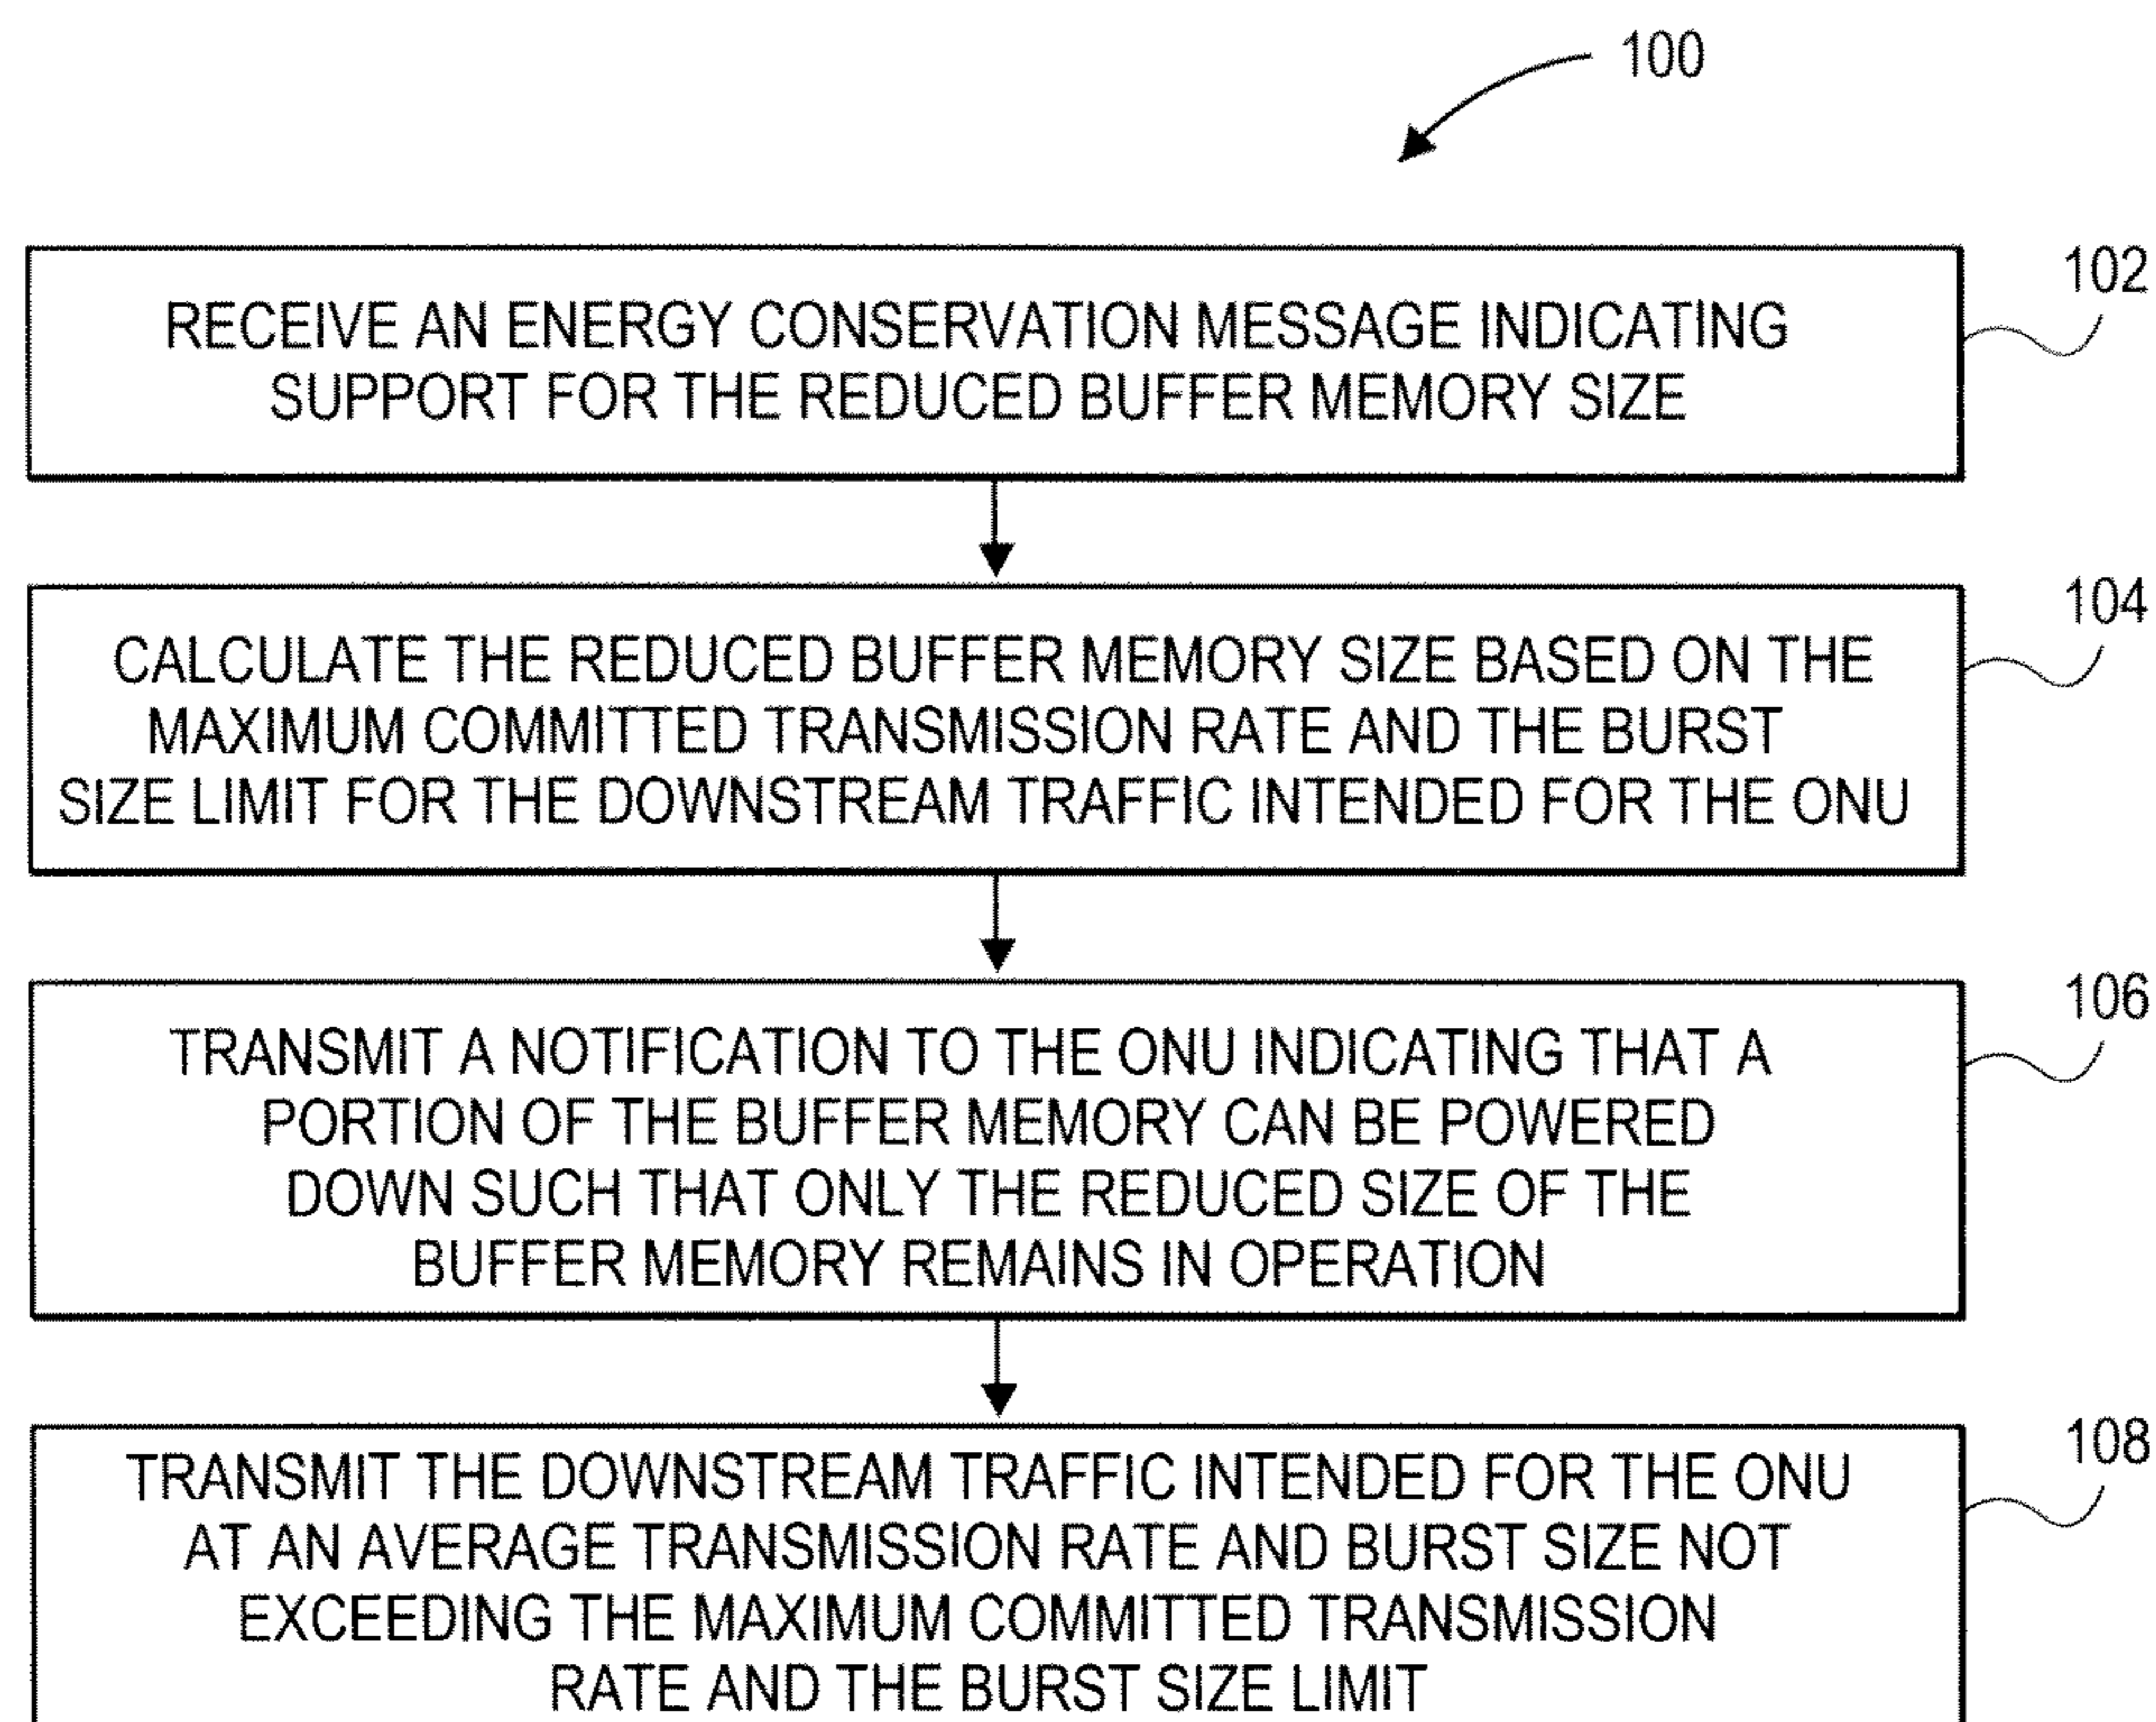 100
RECEIVE AN ENERGY CONSERVATION MESSAGE INDICATING
SUPPORT FOR THE REDUCED BUFFER MEMORY SIZE
102
CALCULATE THE REDUCED BUFFER MEMORY SIZE BASED ON THE
MAXIMUM COMMITTED TRANSMISSION RATE AND THE BURST
SIZE LIMIT FOR THE DOWNSTREAM TRAFFIC INTENDED FOR THE ONU
104
TRANSMIT A NOTIFICATION TO THE ONU INDICATING THAT A
PORTION OF THE BUFFER MEMORY CAN BE POWERED
DOWN SUCH THAT ONLY THE REDUCED SIZE OF THE
BUFFER MEMORY REMAINS IN OPERATION
106
TRANSMIT THE DOWNSTREAM TRAFFIC INTENDED FOR THE ONU
AT AN AVERAGE TRANSMISSION RATE AND BURST SIZE NOT
EXCEEDING THE MAXIMUM COMMITTED TRANSMISSION
RATE AND THE BURST SIZE LIMIT
108